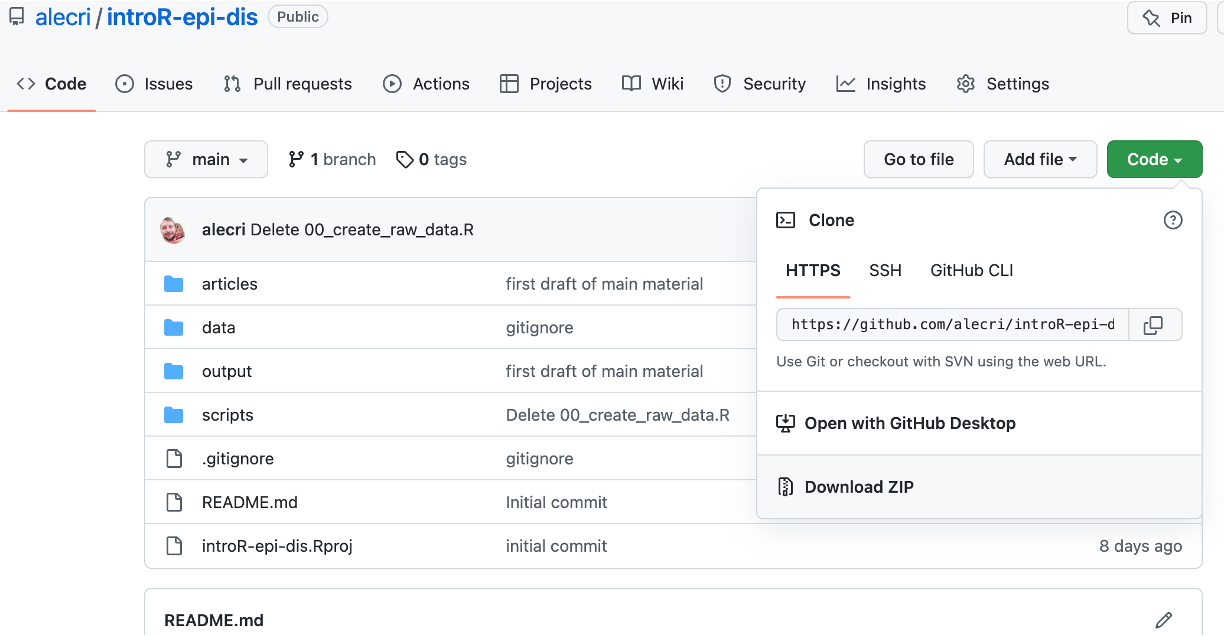 alecri / introR-epi-dis Public Pin
Code Issues Pull requests Actions Projects Wiki Security Insights Settings
main 1 branch 0 tags Go to file Add file Code
alecri Delete 00_create_raw_data.R
articles first draft of main material
data gitignore
output first draft of main material
scripts Delete 00_create_raw_data.R
.gitignore gitignore
README.md Initial commit
introR-epi-dis.Rproj initial commit 8 days ago
Clone
HTTPS SSH GitHub CLI
https://github.com/alecri/introR-epi-d
Use Git or checkout with SVN using the web URL.
Open with GitHub Desktop
Download ZIP
README.md